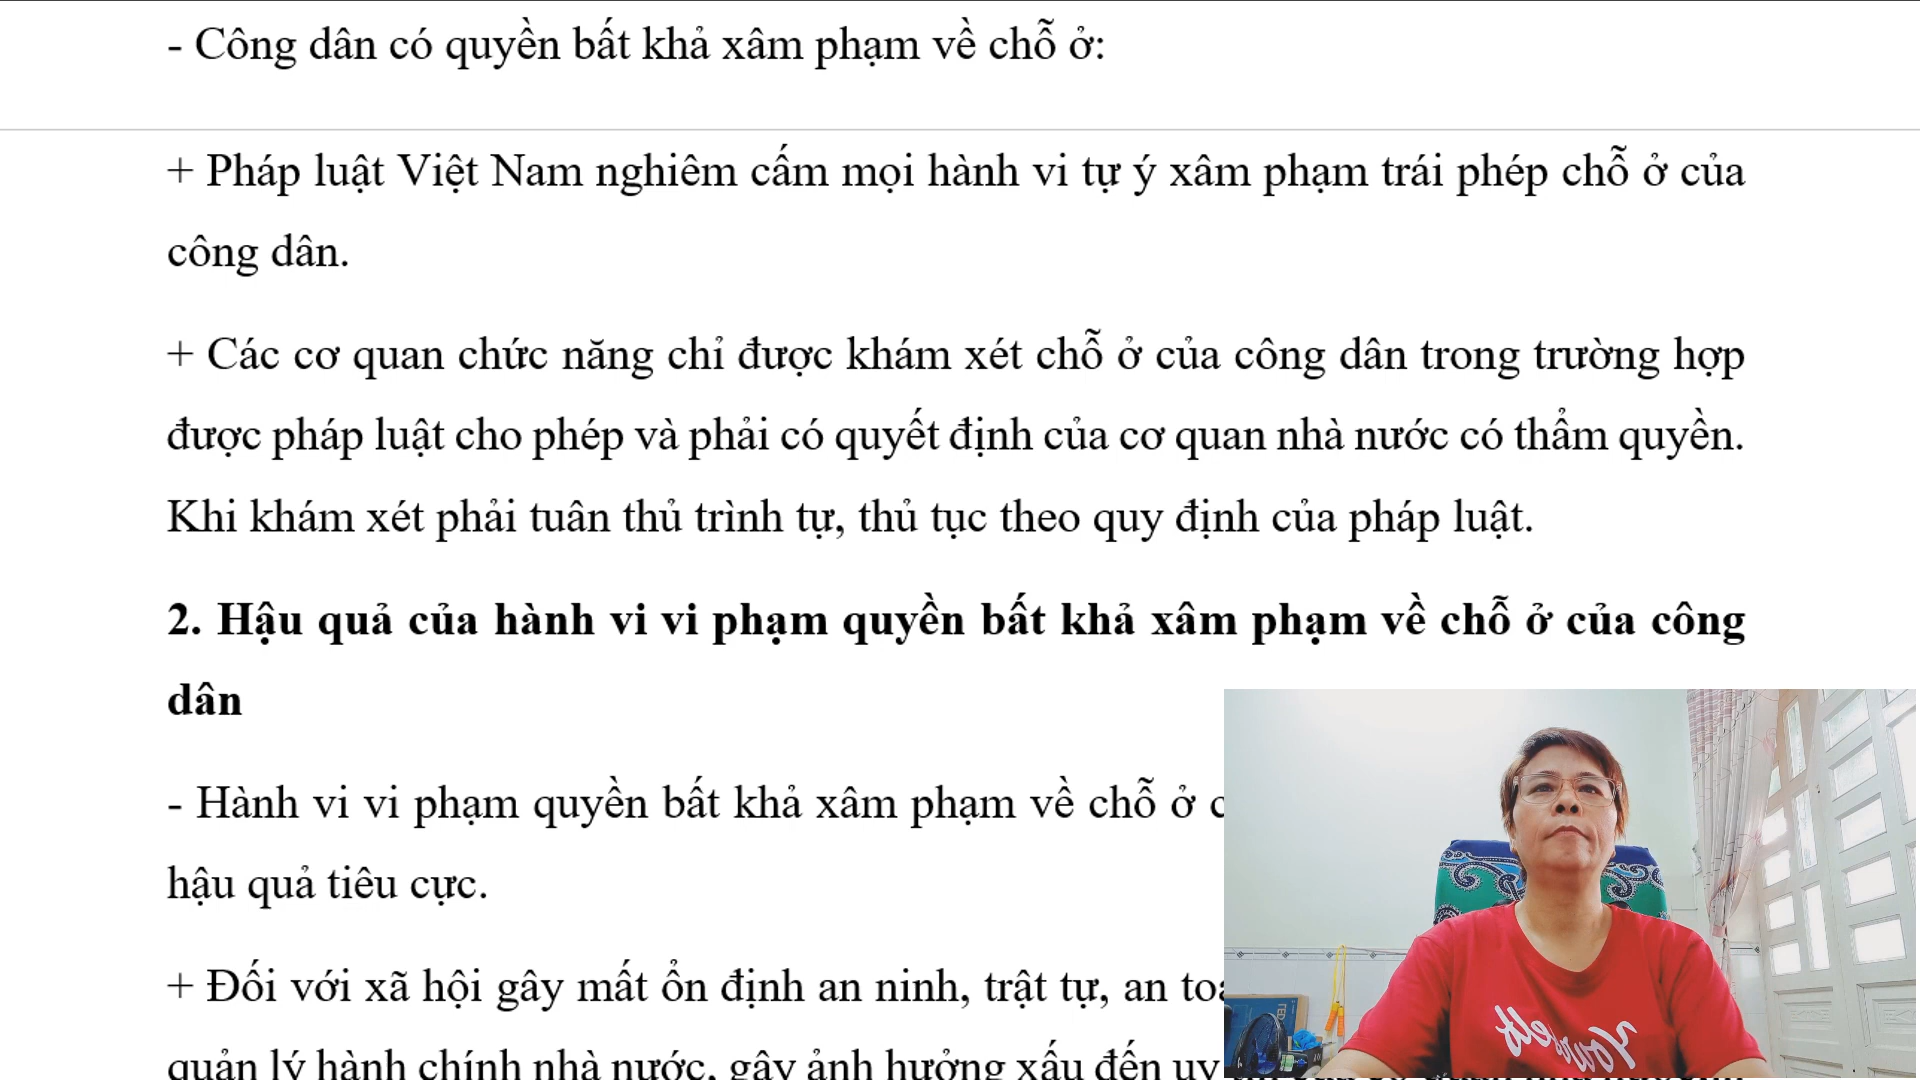 - Công dân có quyền bất khả xâm phạm về chỗ ở:
+ Pháp luật Việt Nam nghiêm cấm mọi hành vi tự ý xâm phạm trái phép chỗ ở của
công dân.
+ Các cơ quan chức năng chỉ được khám xét chỗ ở của công dân trong trường hợp
được pháp luật cho phép và phải có quyết định của cơ quan nhà nước có thẩm quyền.
Khi khám xét phải tuân thủ trình tự, thủ tục theo quy định của pháp luật.
2. Hậu quả của hành vi vi phạm quyền bất khả xâm phạm về chỗ ở của công
dân
- Hành vi vi phạm quyền bất khả xâm phạm về chỗ ở
hậu quả tiêu cực.
+ Đối với xã hội gây mất ổn định an ninh, trật tự, an
quản lý hành chính nhà nước, gây ảnh hưởng xấu đến uy